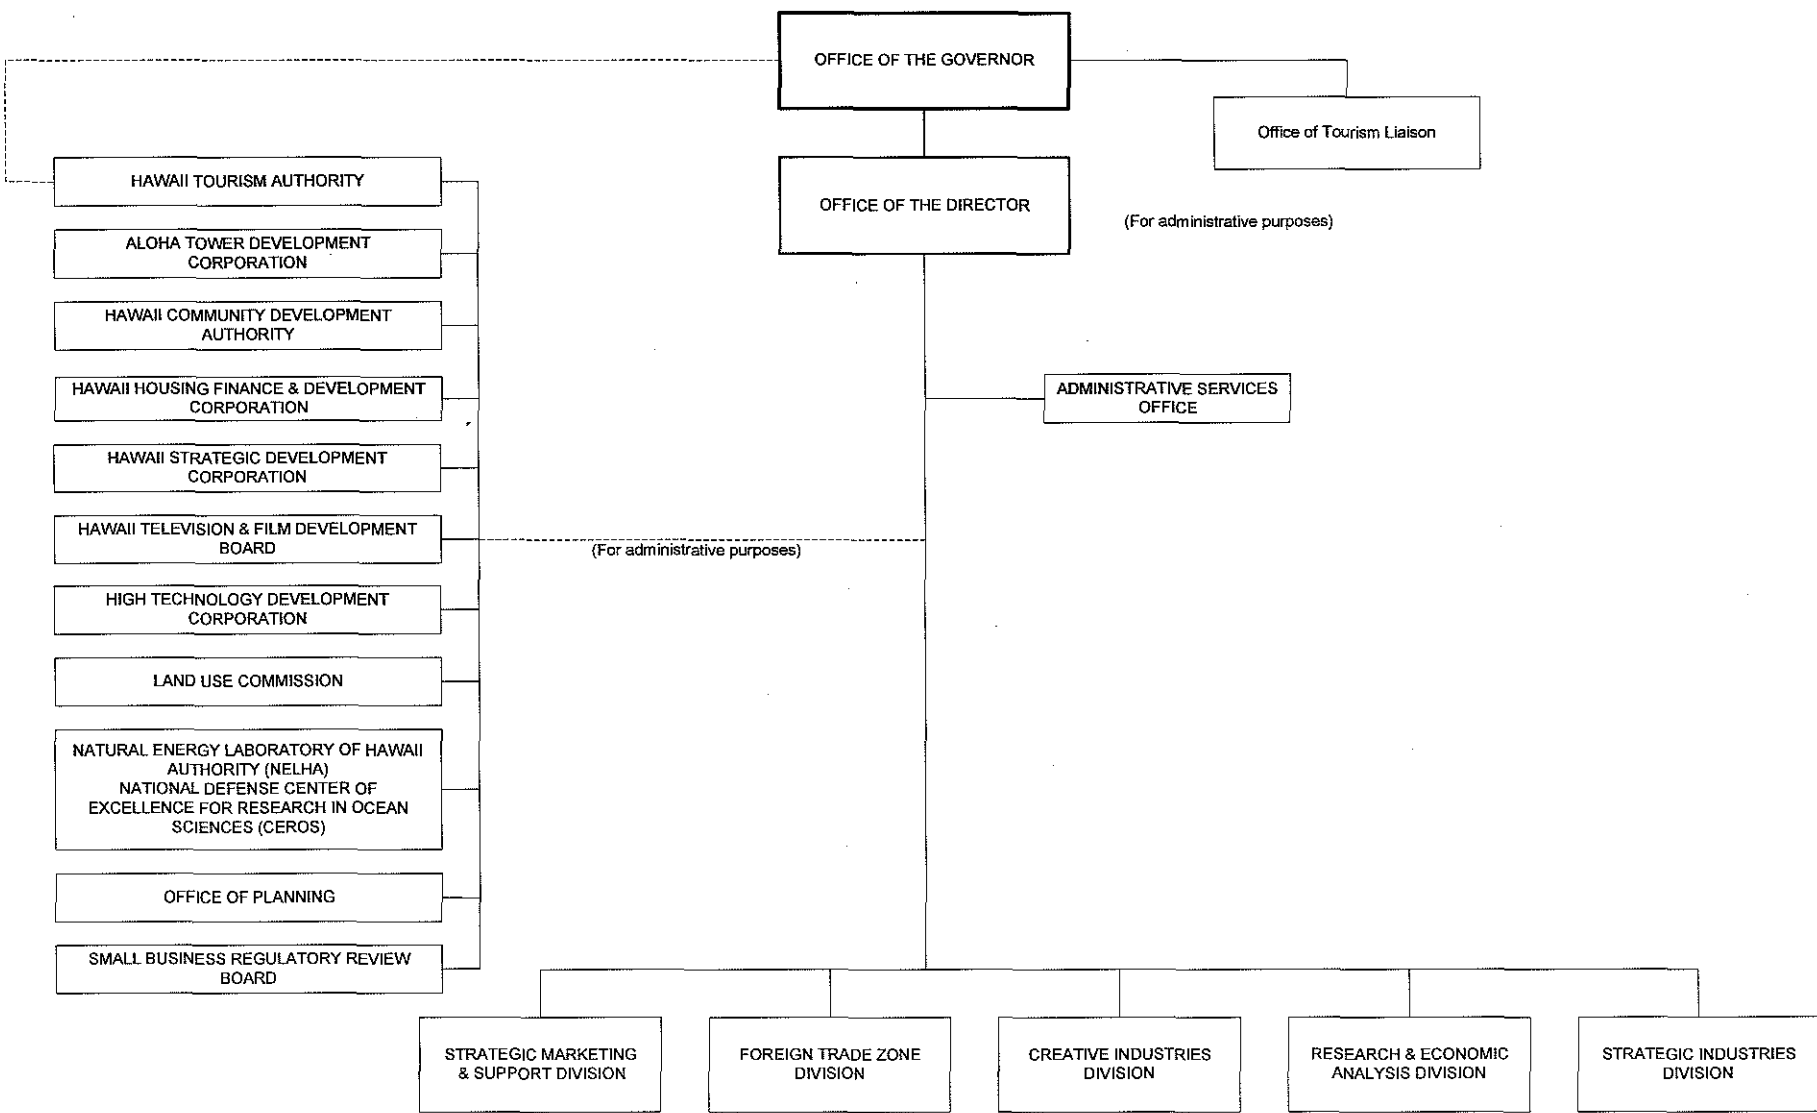 OFFICE OF THE GOVERNOR
Office of Tourism Liaison
HAWAII TOURISM AUTHORITY
OFFICE OF THE DIRECTOR
(For administrative purposes)
ALOHA TOWER DEVELOPMENT
CORPORATION
HAWAII COMMUNITY DEVELOPMENT
AUTHORITY
HAWAII HOUSING FINANCE & DEVELOPMENT
CORPORATION
ADMINISTRATIVE SERVICES
OFFICE
HAWAII STRATEGIC DEVELOPMENT
CORPORATION
HAWAII TELEVISION & FILM DEVELOPMENT
BOARD
(For administrative purposes)
HIGH TECHNOLOGY DEVELOPMENT
CORPORATION
LAND USE COMMISSION
NATURAL ENERGY LABORATORY OF HAWAII
AUTHORITY (NELHA)
NATIONAL DEFENSE CENTER OF
EXCELLENCE FOR RESEARCH IN OCEAN
SCIENCES (CEROS)
OFFICE OF PLANNING
SMALL BUSINESS REGULATORY REVIEW
BOARD
STRATEGIC MARKETING
& SUPPORT DIVISION
FOREIGN TRADE ZONE
DIVISION
CREATIVE INDUSTRIES
DIVISION
RESEARCH & ECONOMIC
ANALYSIS DIVISION
STRATEGIC INDUSTRIES
DIVISION